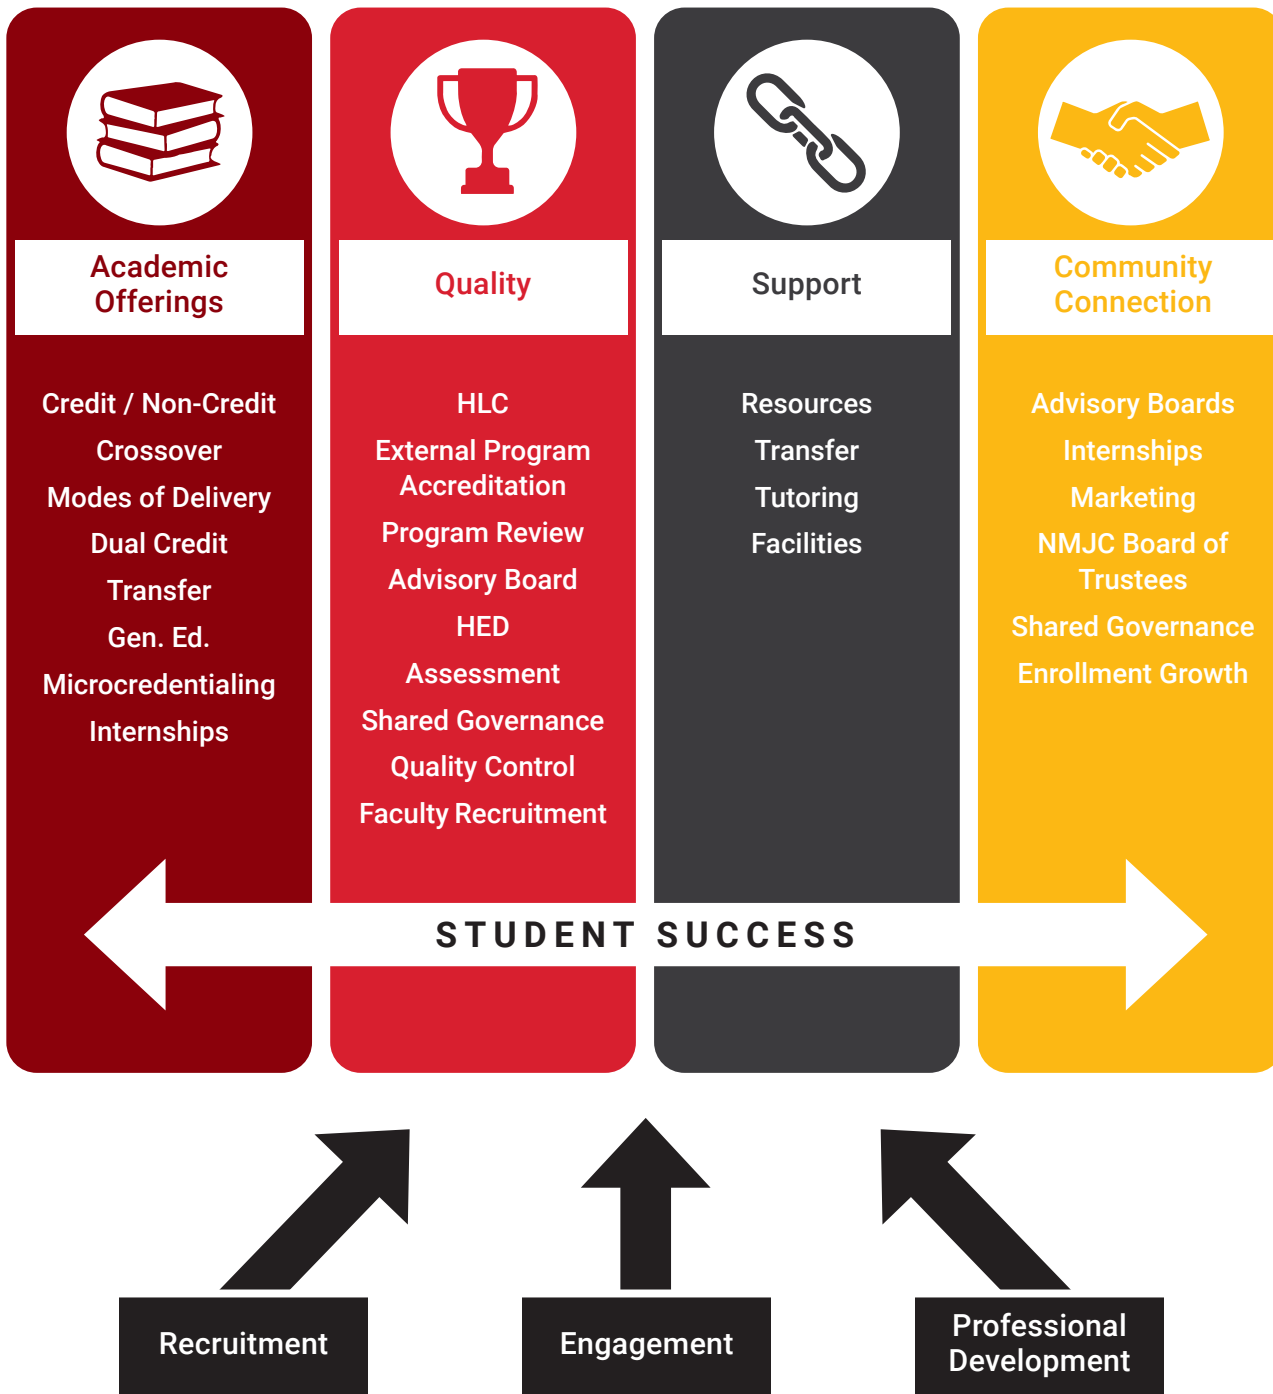 Academic
Offerings
Credit / Non-Credit
Crossover
Modes of Delivery
Dual Credit
Transfer
Gen. Ed.
Microcredentialing
Internships
Quality
HLC
External Program
Accreditation
Program Review
Advisory Board
HED
Assessment
Shared Governance
Quality Control
Faculty Recruitment
Support
Resources
Transfer
Tutoring
Facilities
Community
Connection
Advisory Boards
Internships
Marketing
NMJC Board of
Trustees
Shared Governance
Enrollment Growth
STUDENT SUCCESS
Recruitment
Engagement
Professional
Development